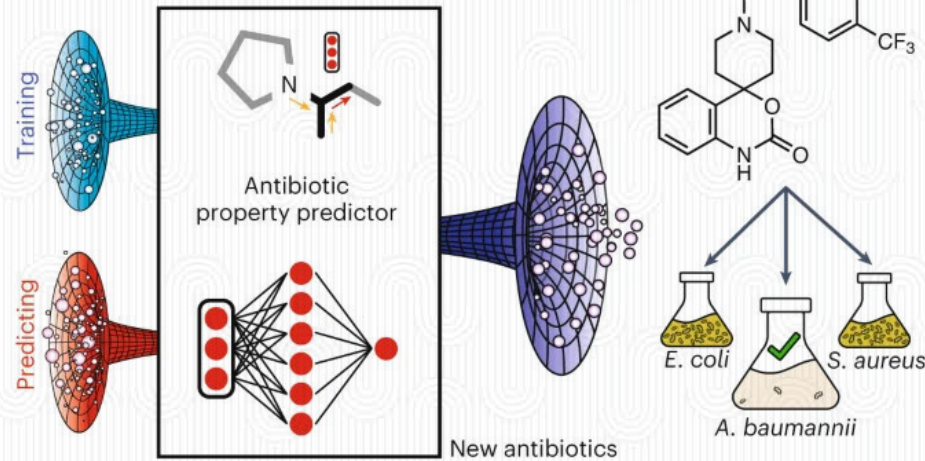 Training
Predicting
N
Antibiotic
property predictor
New antibiotics
N
CF3
O
N
H
O
E. coli
S. aureus
A. baumannii